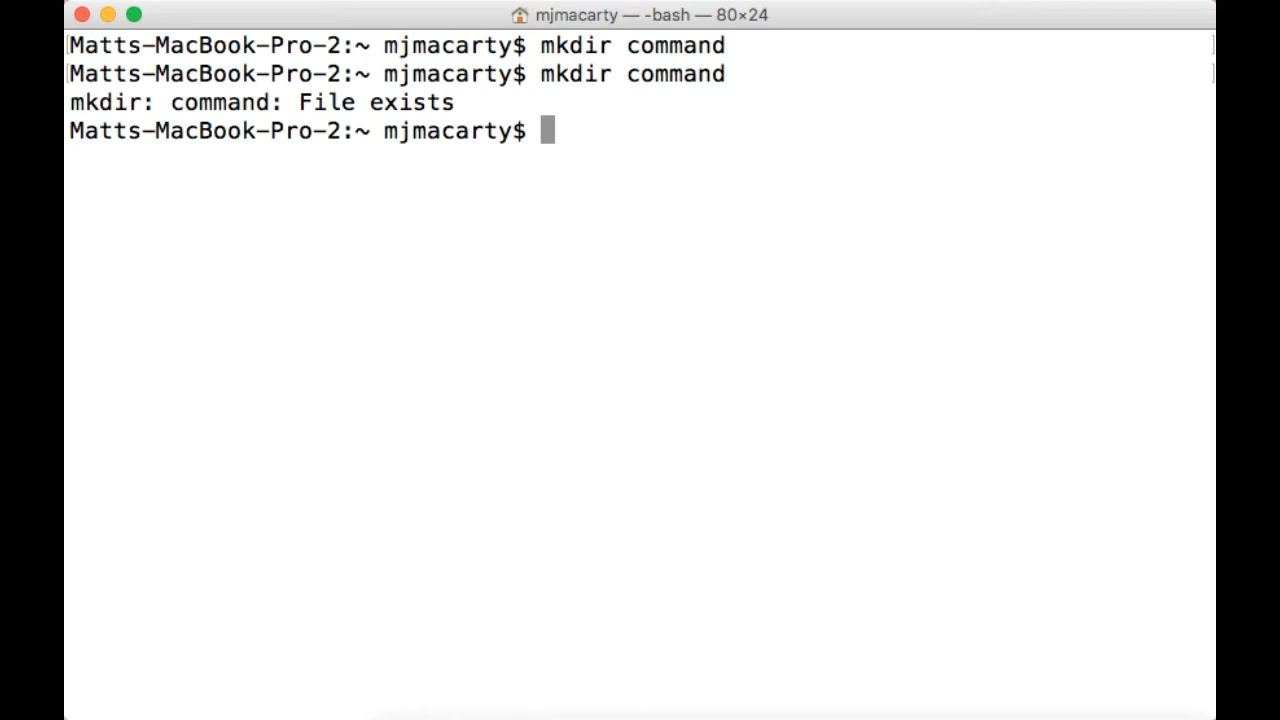 mjmacarty — -bash — 80×24
Matts-MacBook-Pro-2:~ mjmacarty$ mkdir command
Matts-MacBook-Pro-2:~ mjmacarty$ mkdir command
mkdir: command: File exists
Matts-MacBook-Pro-2:~ mjmacarty$